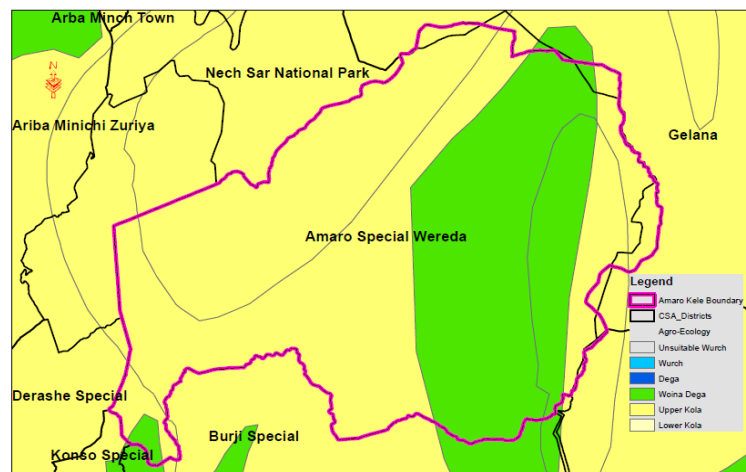 Arba Minch Town
N
Nech Sar National Park
Ariba Minichi Zuriya
Gelana
Amaro Special Wereda
Legend
Amaro Kele Boundary
CSA_Districts
Agro-Ecology
Unsuitable Wurch
Wurch
Dega
Woina Dega
Upper Kola
Lower Kola
Derashe Special
Burji Special
Konso Special